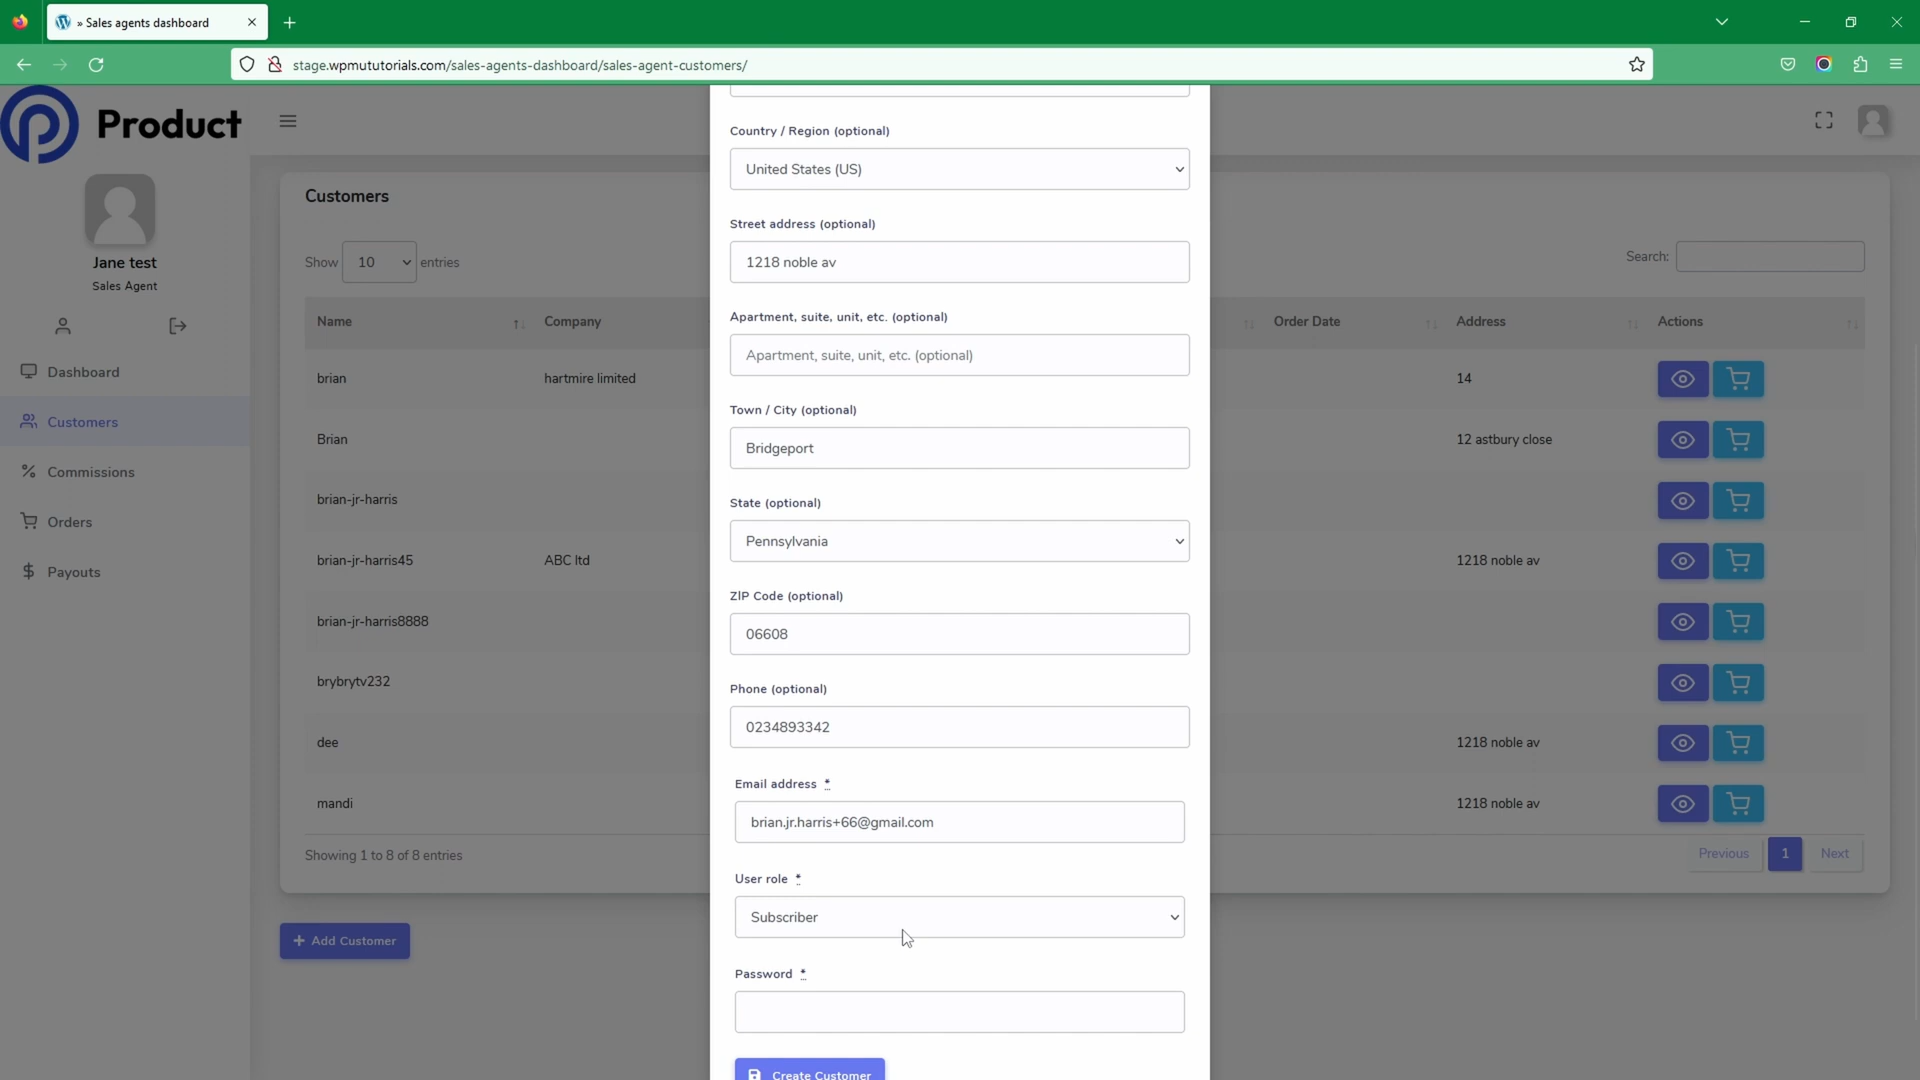 » Sales agents dashboard
stage.wpmututorials.com/sales-agents-dashboard/sales-agent-customers/
Product
Jane test
Sales Agent
Dashboard
Customers
Commissions
Orders
Payouts
Customers
Show 10 entries
Search:
Name Company Order Date Address Actions
brian hartmire limited 14
Brian 12 astbury close
brian-jr-harris
brian-jr-harris45 ABC ltd 1218 noble av
brian-jr-harris8888
brybrytv232
dee 1218 noble av
mandi 1218 noble av
Showing 1 to 8 of 8 entries
Previous 1 Next
+ Add Customer
Country / Region (optional)
United States (US)
Street address (optional)
1218 noble av
Apartment, suite, unit, etc. (optional)
Apartment, suite, unit, etc. (optional)
Town / City (optional)
Bridgeport
State (optional)
Pennsylvania
ZIP Code (optional)
06608
Phone (optional)
0234893342
Email address *
brian.jr.harris+66@gmail.com
User role *
Subscriber
Password *
Create Customer